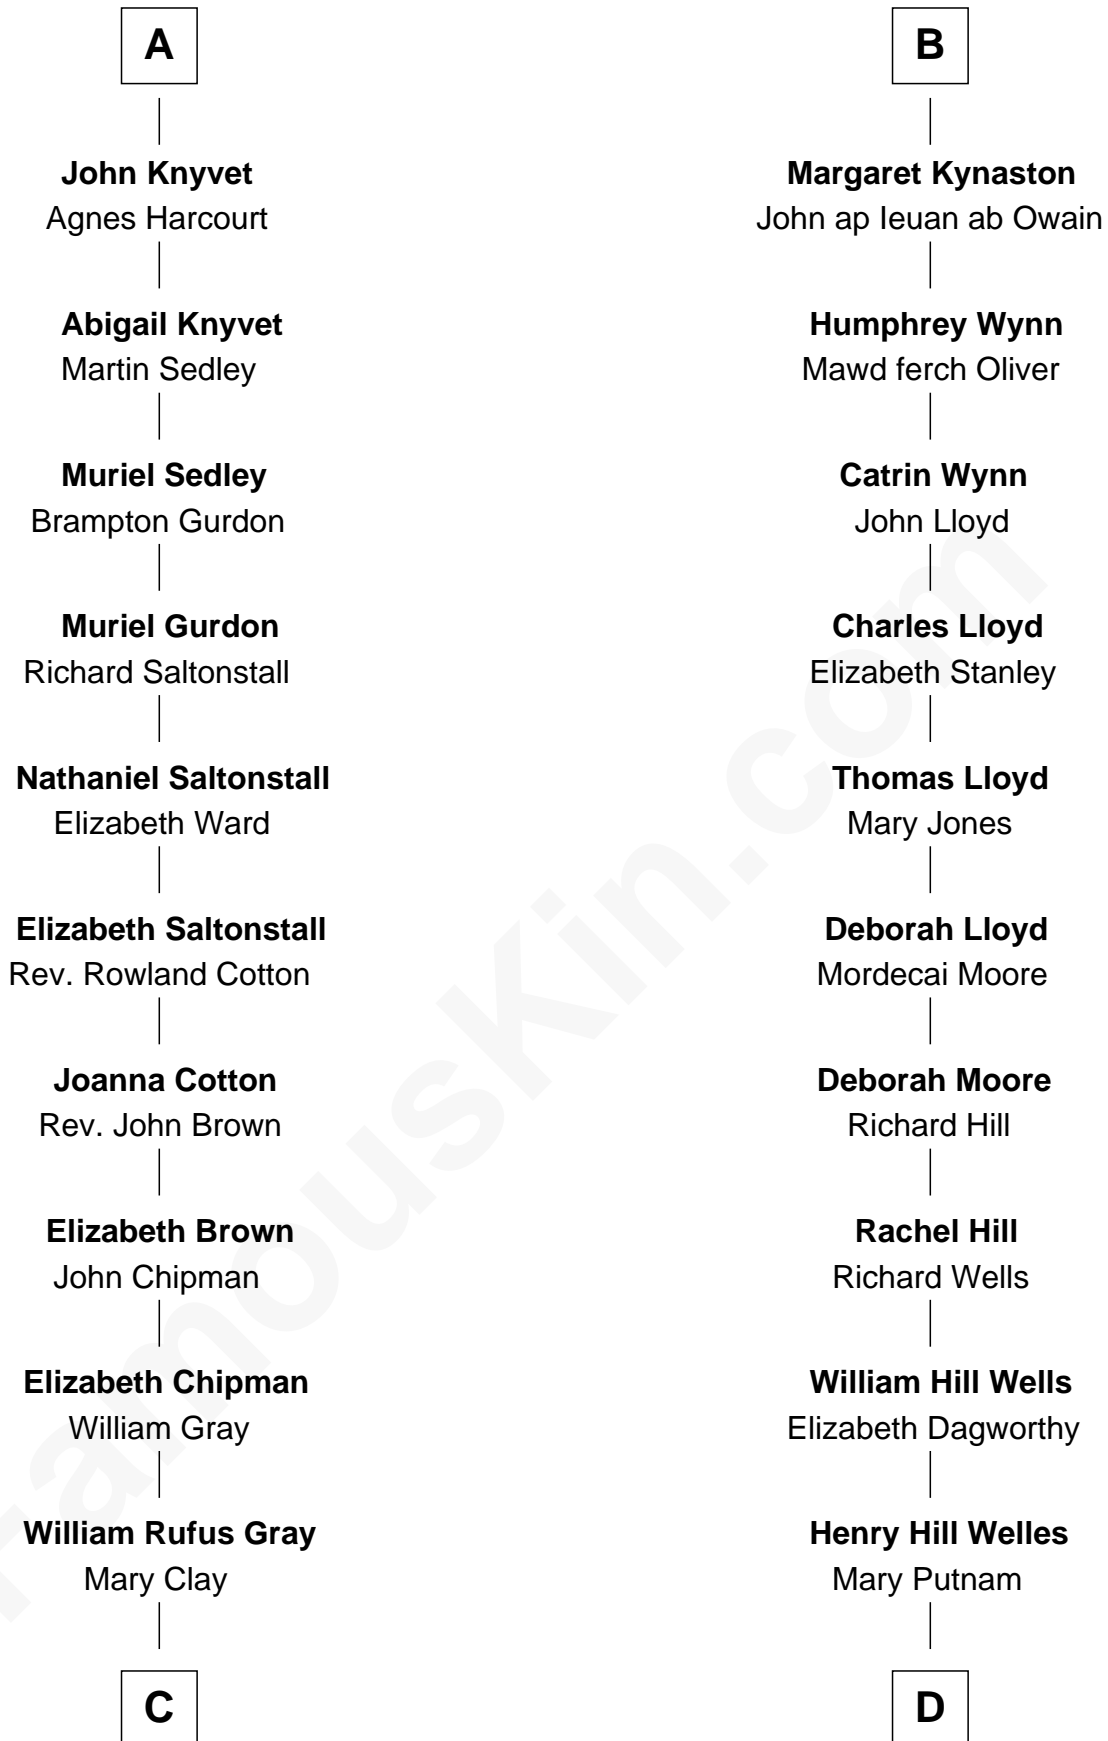 A
John Knyvet
Agnes Harcourt
Abigail Knyvet
Martin Sedley
Muriel Sedley
Brampton Gurdon
Muriel Gurdon
Richard Saltonstall
Nathaniel Saltonstall
Elizabeth Ward
Elizabeth Saltonstall
Rev. Rowland Cotton
Joanna Cotton
Rev. John Brown
Elizabeth Brown
John Chipman
Elizabeth Chipman
William Gray
William Rufus Gray
Mary Clay
C
B
Margaret Kynaston
John ap Ieuan ab Owain
Humphrey Wynn
Mawd ferch Oliver
Catrin Wynn
John Lloyd
Charles Lloyd
Elizabeth Stanley
Thomas Lloyd
Mary Jones
Deborah Lloyd
Mordecai Moore
Deborah Moore
Richard Hill
Rachel Hill
Richard Wells
William Hill Wells
Elizabeth Dagworthy
Henry Hill Welles
Mary Putnam
D
FamousKin.com